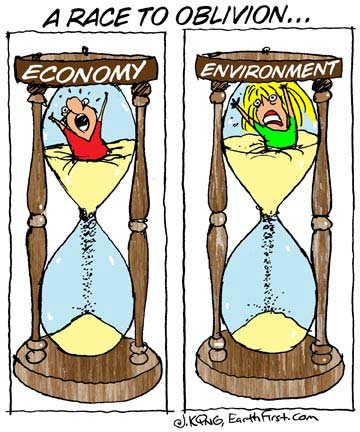 A RACE TO OBLIVION...
ECONOMY
ENVIRONMENT
J.KING, EarthFirst.com